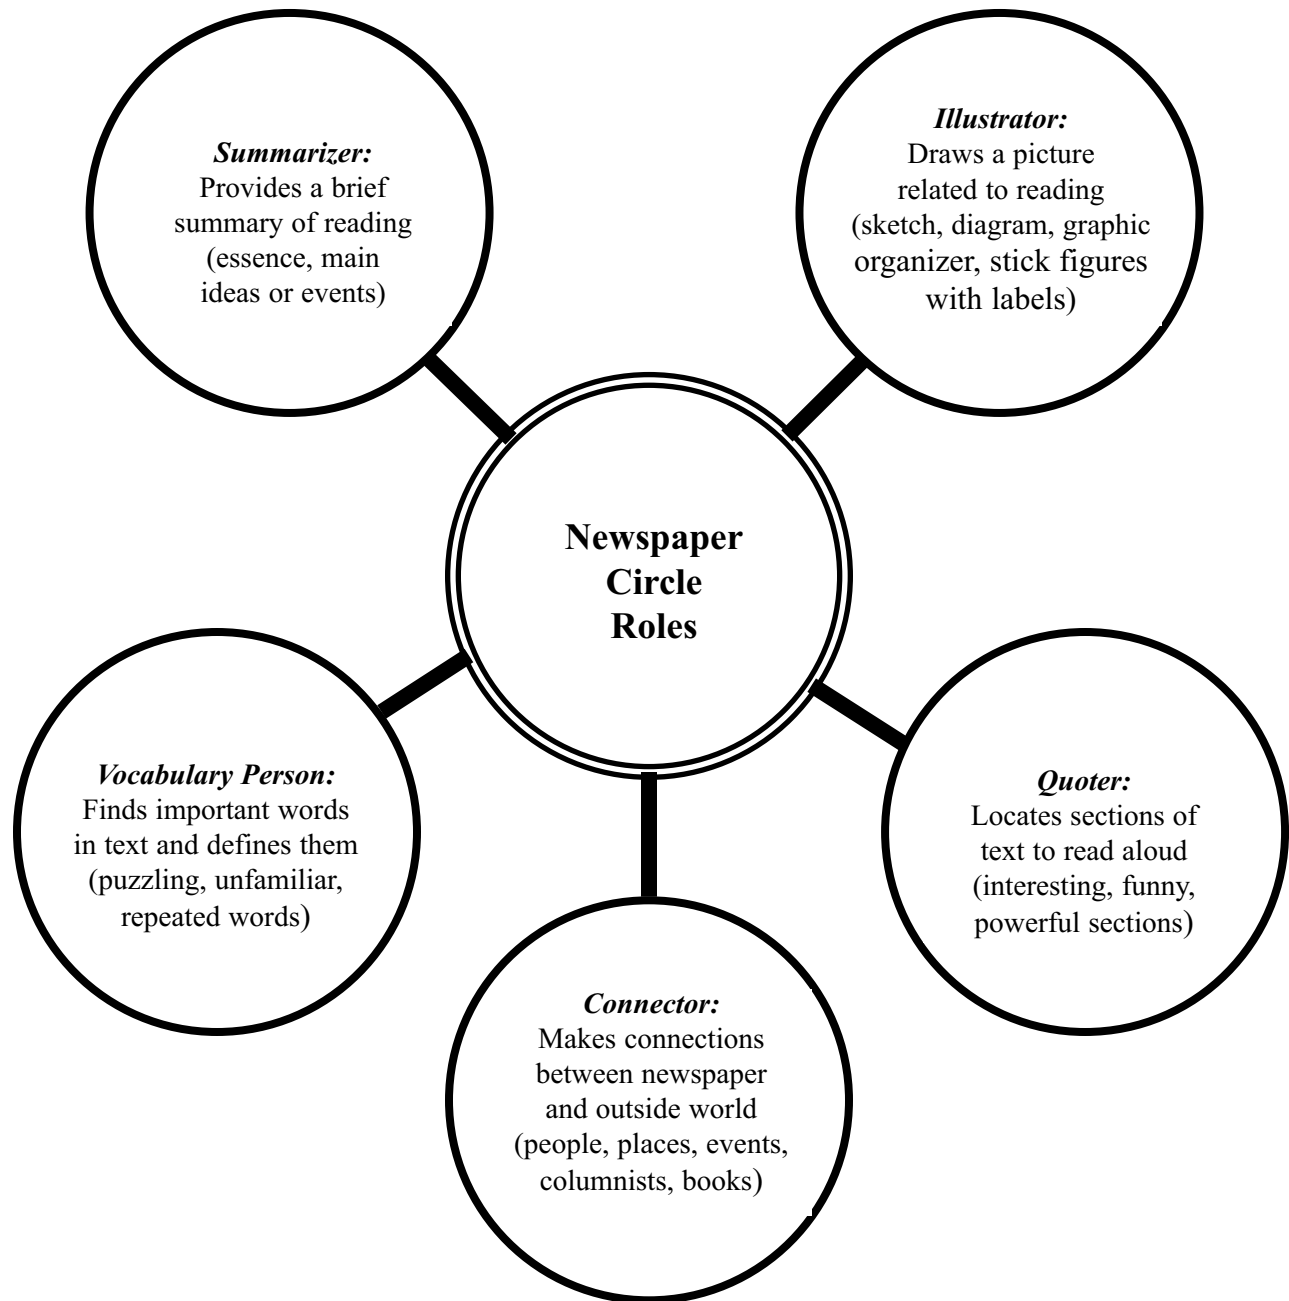 Summarizer:
Provides a brief
summary of reading
(essence, main
ideas or events)
Illustrator:
Draws a picture
related to reading
(sketch, diagram, graphic
organizer, stick figures
with labels)
Newspaper
Circle
Roles
Vocabulary Person:
Finds important words
in text and defines them
(puzzling, unfamiliar,
repeated words)
Quoter:
Locates sections of
text to read aloud
(interesting, funny,
powerful sections)
Connector:
Makes connections
between newspaper
and outside world
(people, places, events,
columnists, books)